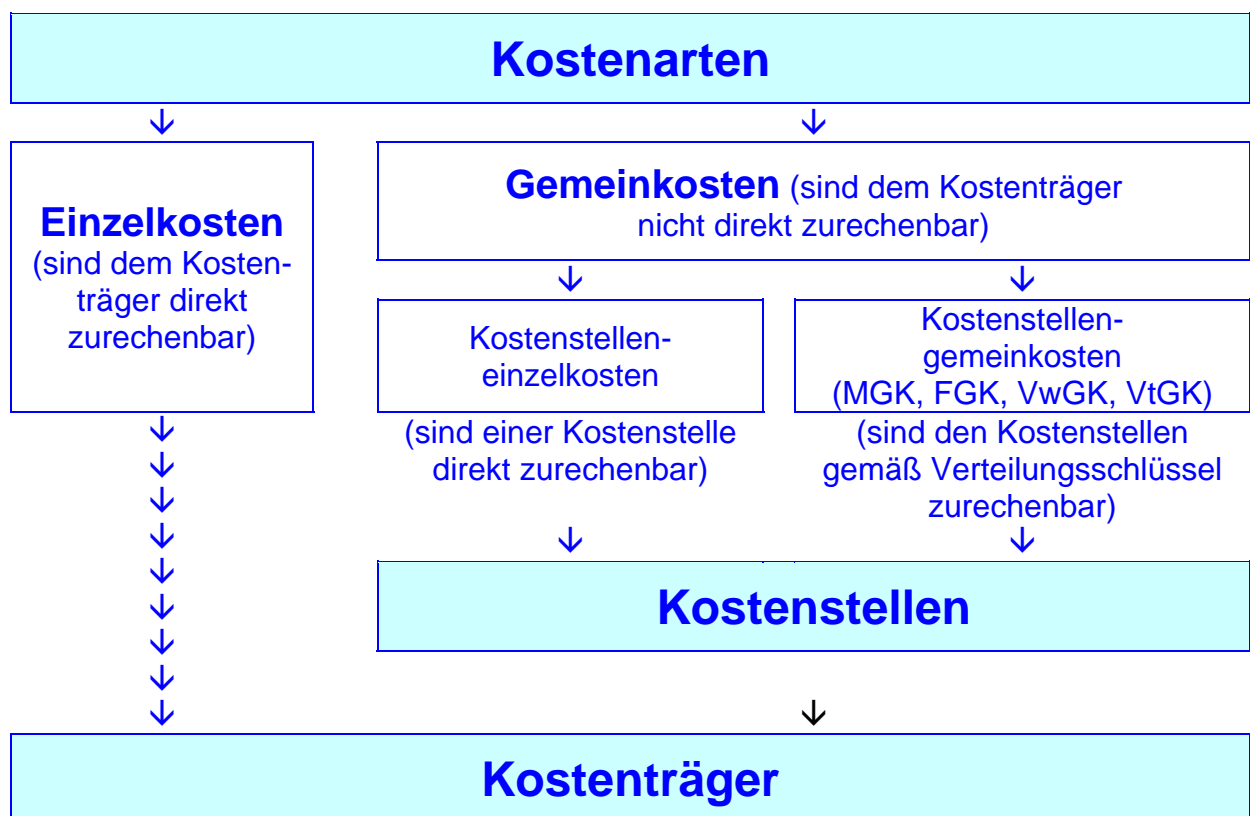 Kostenarten
Einzelkosten
(sind dem Kosten-
träger direkt
zurechenbar)
Gemeinkosten (sind dem Kostenträger
nicht direkt zurechenbar)
Kostenstellen-
einzelkosten
(sind einer Kostenstelle
direkt zurechenbar)
Kostenstellen-
gemeinkosten
(MGK, FGK, VwGK, VtGK)
(sind den Kostenstellen
gemäß Verteilungsschlüssel
zurechenbar)
Kostenstellen
Kostenträger